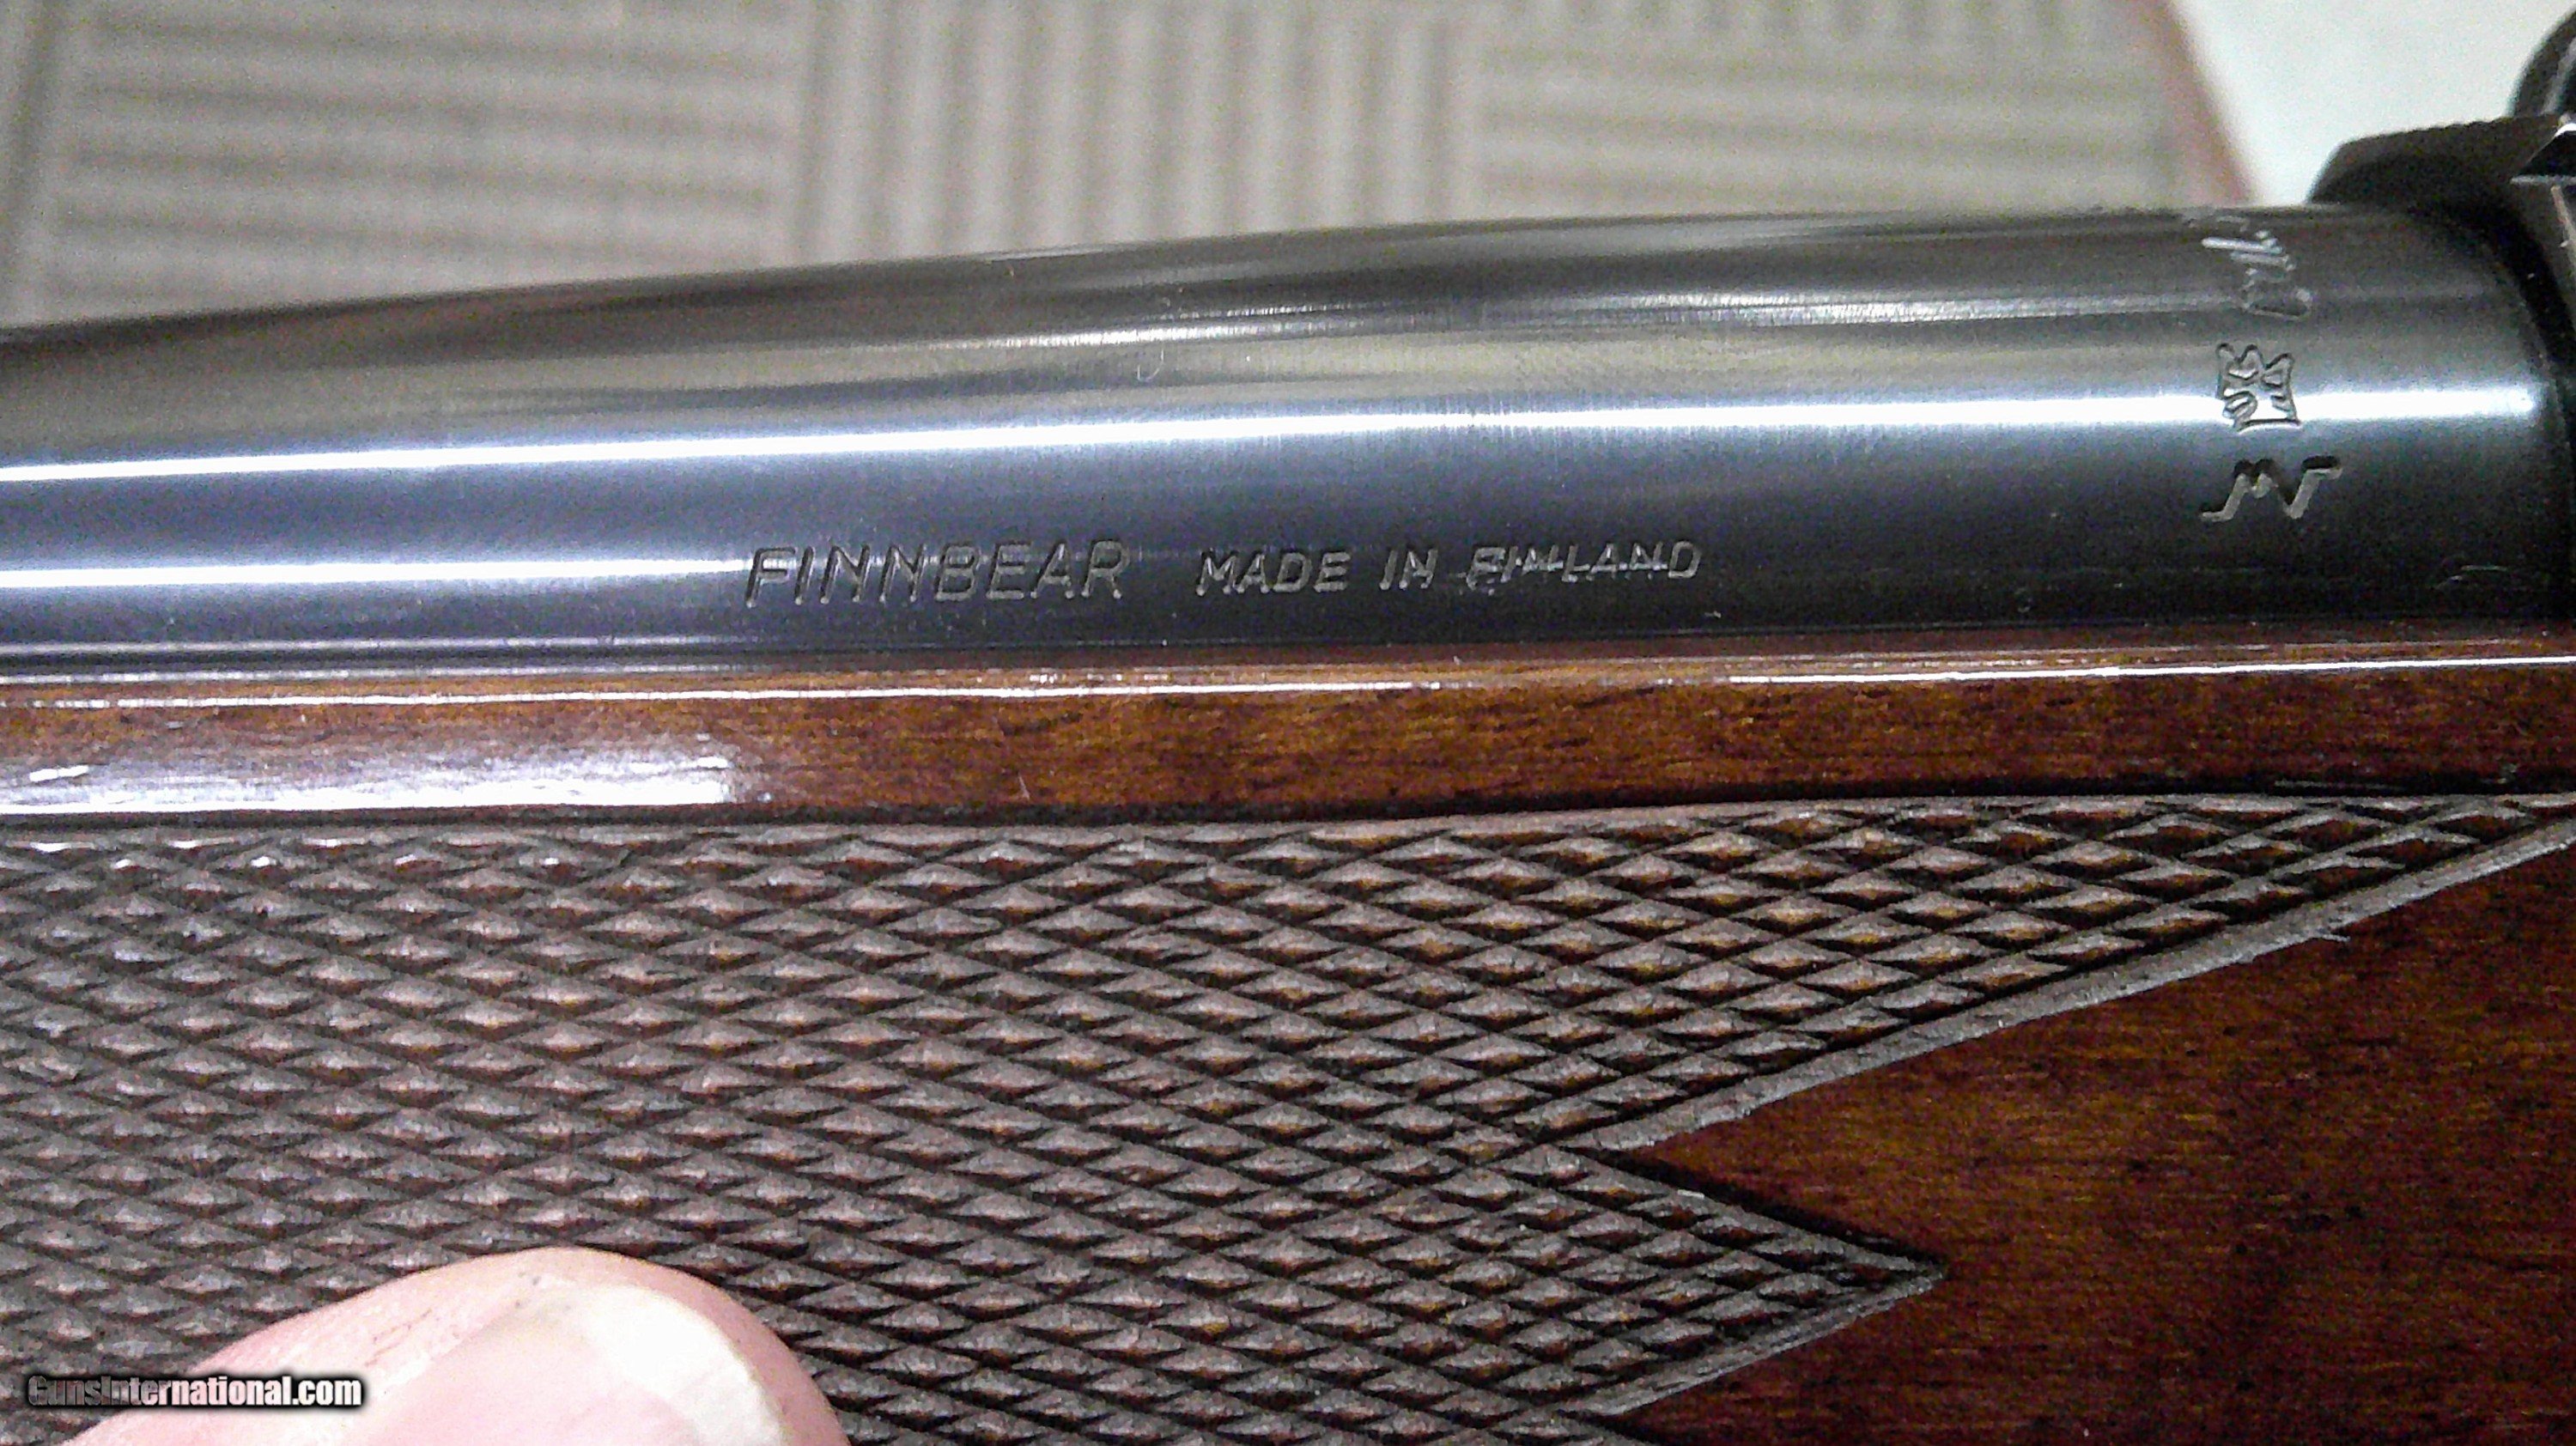 FINNBEAR MADE IN FINLAND
GunsInternational.com